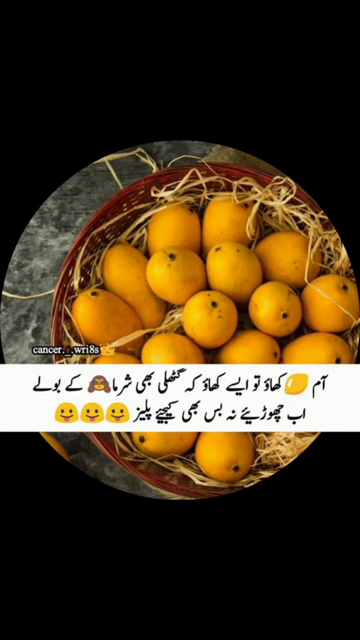 cancer._.wri8s
آم 🍋 کھاؤ تو ایسے کھاؤ کہ گٹھلی بھی شرما🙈 کے بولے
اب چھوڑیئے نہ بس بھی کیجیئے پلیز 😛😛😛